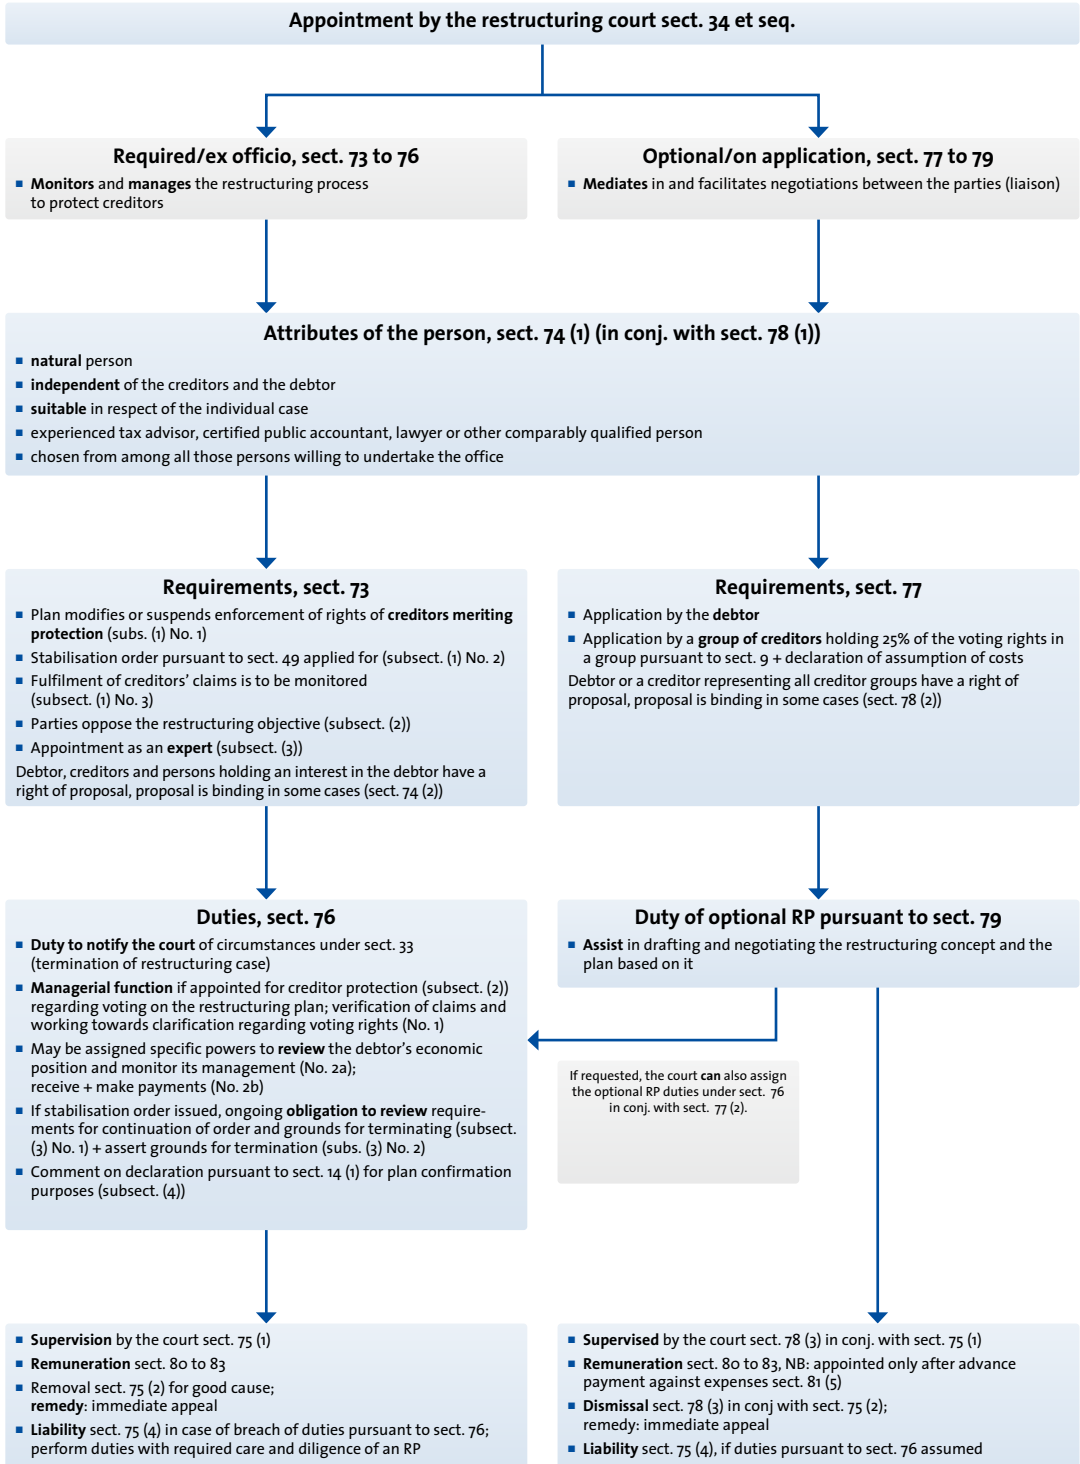 Appointment by the restructuring court sect. 34 et seq.
Required/ex officio, sect. 73 to 76
▪ Monitors and manages the restructuring process
to protect creditors
Optional/on application, sect. 77 to 79
▪ Mediates in and facilitates negotiations between the parties (liaison)
Attributes of the person, sect. 74 (1) (in conj. with sect. 78 (1))
▪ natural person
▪ independent of the creditors and the debtor
▪ suitable in respect of the individual case
▪ experienced tax advisor, certified public accountant, lawyer or other comparably qualified person
▪ chosen from among all those persons willing to undertake the office
Requirements, sect. 73
▪ Plan modifies or suspends enforcement of rights of creditors meriting
protection (subs. (1) No. 1)
▪ Stabilisation order pursuant to sect. 49 applied for (subsect. (1) No. 2)
▪ Fulfilment of creditors' claims is to be monitored
(subsect. (1) No. 3)
▪ Parties oppose the restructuring objective (subsect. (2))
▪ Appointment as an expert (subsect. (3))
Debtor, creditors and persons holding an interest in the debtor have a
right of proposal, proposal is binding in some cases (sect. 74 (2))
Requirements, sect. 77
▪ Application by the debtor
▪ Application by a group of creditors holding 25% of the voting rights in
a group pursuant to sect. 9 + declaration of assumption of costs
Debtor or a creditor representing all creditor groups have a right of
proposal, proposal is binding in some cases (sect. 78 (2))
Duties, sect. 76
▪ Duty to notify the court of circumstances under sect. 33
(termination of restructuring case)
▪ Managerial function if appointed for creditor protection (subsect. (2))
regarding voting on the restructuring plan; verification of claims and
working towards clarification regarding voting rights (No. 1)
▪ May be assigned specific powers to review the debtor's economic
position and monitor its management (No. 2a);
receive + make payments (No. 2b)
▪ If stabilisation order issued, ongoing obligation to review require-
ments for continuation of order and grounds for terminating (subsect.
(3) No. 1) + assert grounds for termination (subs. (3) No. 2)
▪ Comment on declaration pursuant to sect. 14 (1) for plan confirmation
purposes (subsect. (4))
Duty of optional RP pursuant to sect. 79
▪ Assist in drafting and negotiating the restructuring concept and the
plan based on it
If requested, the court can also assign
the optional RP duties under sect. 76
in conj. with sect. 77 (2).
▪ Supervision by the court sect. 75 (1)
▪ Remuneration sect. 80 to 83
▪ Removal sect. 75 (2) for good cause;
remedy: immediate appeal
▪ Liability sect. 75 (4) in case of breach of duties pursuant to sect. 76;
perform duties with required care and diligence of an RP
▪ Supervised by the court sect. 78 (3) in conj. with sect. 75 (1)
▪ Remuneration sect. 80 to 83, NB: appointed only after advance
payment against expenses sect. 81 (5)
▪ Dismissal sect. 78 (3) in conj with sect. 75 (2);
remedy: immediate appeal
▪ Liability sect. 75 (4), if duties pursuant to sect. 76 assumed